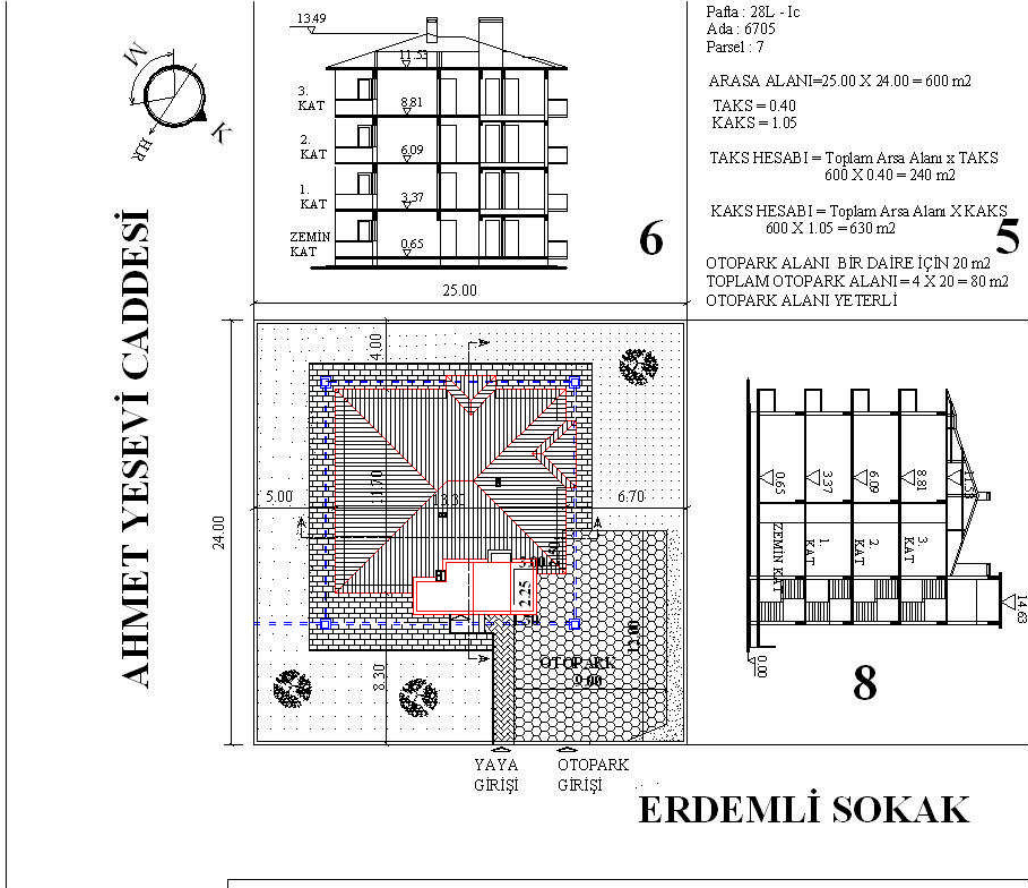 13.49
11.53
3.
KAT
8.81
2.
KAT
6.09
1.
KAT
3.37
ZEMİN
KAT
0.65
6
Pafta : 28L - Ic
Ada : 6705
Parsel : 7
ARASA ALANI=25.00 X 24.00 = 600 m2
TAKS = 0.40
KAKS = 1.05
TAKS HESABI = Toplam Arsa Alanı x TAKS
600 X 0.40 = 240 m2
KAKS HESABI = Toplam Arsa Alanı X KAKS
600 X 1.05 = 630 m2
5
OTOPARK ALANI BİR DAİRE İÇİN 20 m2
TOPLAM OTOPARK ALANI = 4 X 20 = 80 m2
OTOPARK ALANI YETERLİ
M
K
H.R
AHMET YESEVİ CADDESİ
25.00
24.00
4.00
5.00
11.70
6.70
A
A
3.00
2.25
8.30
OTOPARK
9.00
YAYA
GİRİŞİ
OTOPARK
GİRİŞİ
0.65
3.37
6.09
8.81
ZEMİN KAT
1.
KAT
2.
KAT
3.
KAT
14.63
0.00
8
ERDEMLİ SOKAK